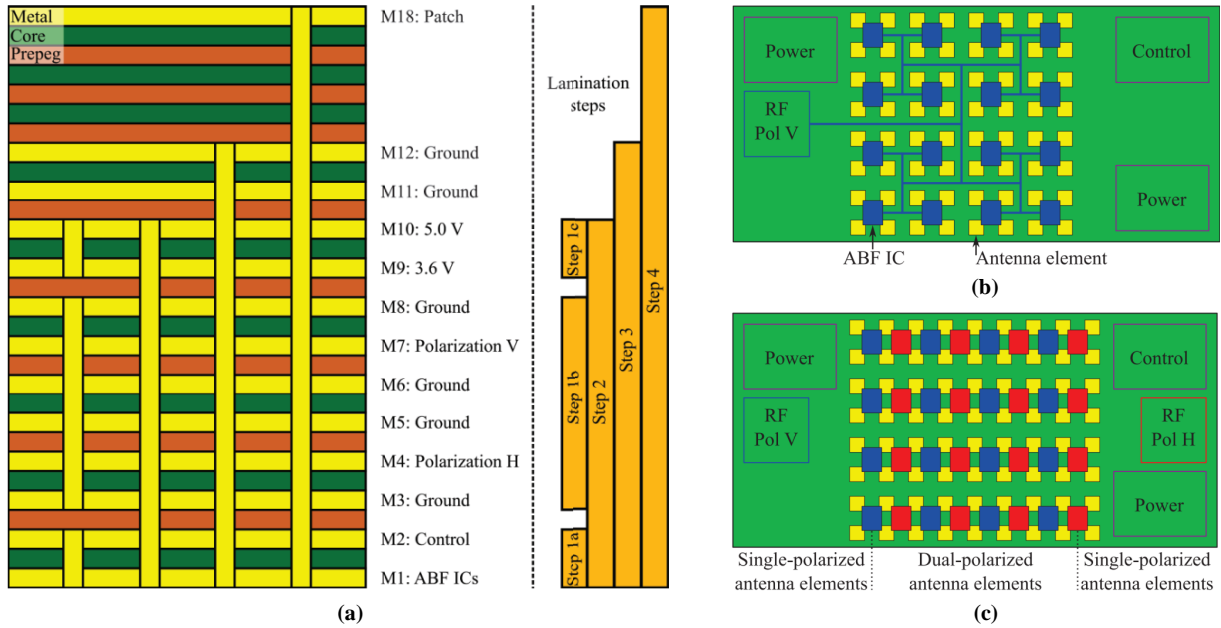 Metal
Core
Prepeg
M18: Patch
M12: Ground
M11: Ground
M10: 5.0 V
M9: 3.6 V
M8: Ground
M7: Polarization V
M6: Ground
M5: Ground
M4: Polarization H
M3: Ground
M2: Control
M1: ABF ICs
Lamination
steps
Step 1c
Step 1b
Step 1a
Step 2
Step 3
Step 4
(a)
Power
Control
RF
Pol V
Power
ABF IC
Antenna element
(b)
Power
Control
RF
Pol V
RF
Pol H
Power
Single-polarized
antenna elements
Dual-polarized
antenna elements
Single-polarized
antenna elements
(c)